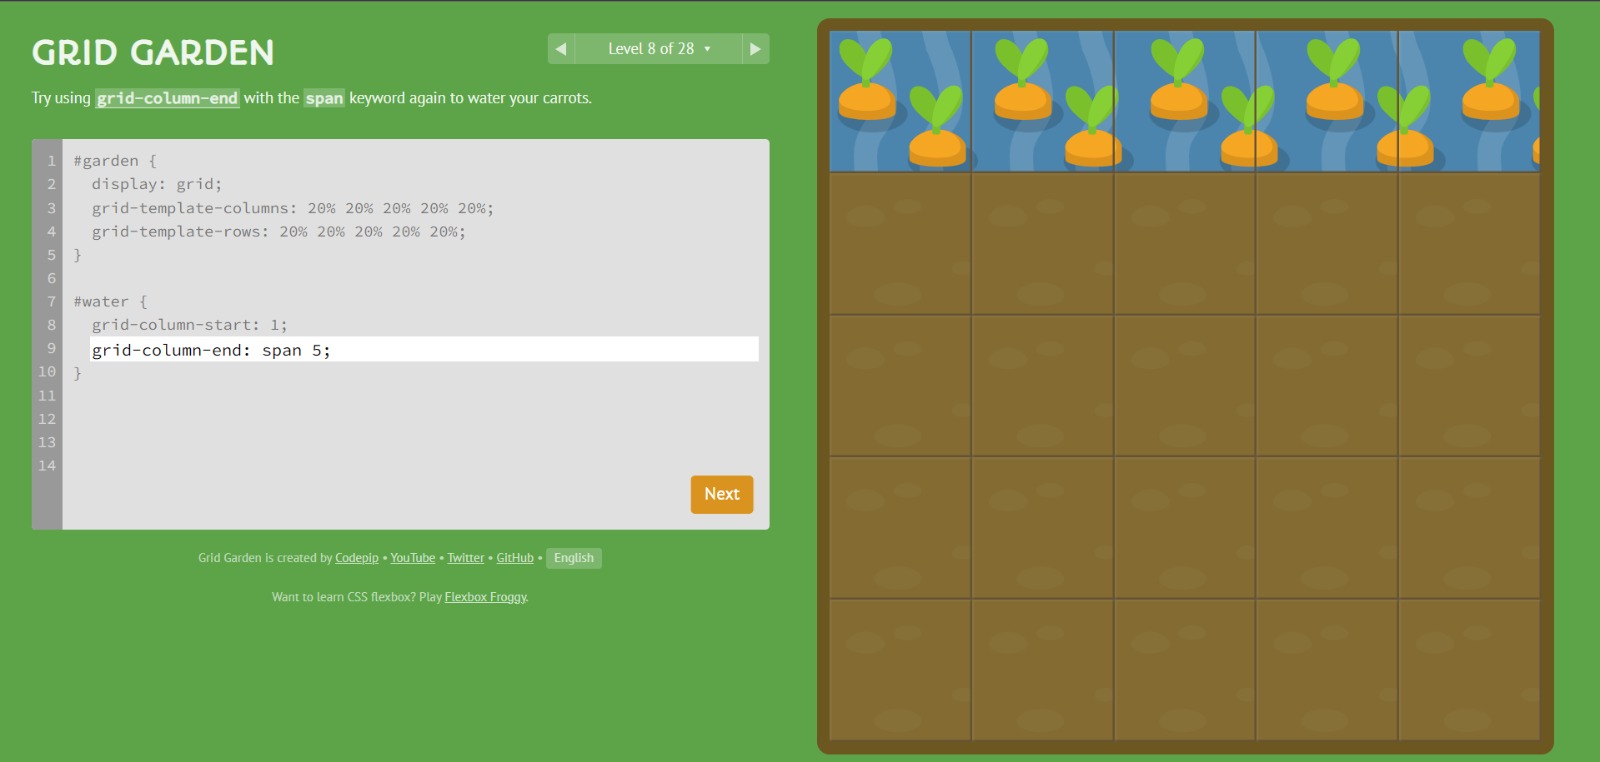 GRID GARDEN
◀ Level 8 of 28 ▾ ▶
Try using grid-column-end with the span keyword again to water your carrots.
1 #garden {
2 display: grid;
3 grid-template-columns: 20% 20% 20% 20% 20%;
4 grid-template-rows: 20% 20% 20% 20% 20%;
5 }
6
7 #water {
8 grid-column-start: 1;
9 grid-column-end: span 5;
10 }
11
12
13
14
Next
Grid Garden is created by Codepip • YouTube • Twitter • GitHub • English
Want to learn CSS flexbox? Play Flexbox Froggy.